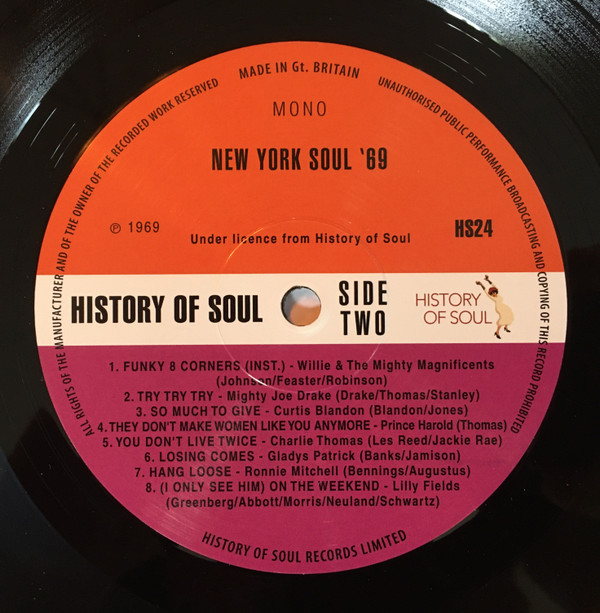 MADE IN Gt. BRITAIN
ALL RIGHTS OF THE MANUFACTURER AND OF THE OWNER OF THE RECORDED WORK RESERVED
UNAUTHORISED PUBLIC PERFORMANCE BROADCASTING AND COPYING OF THIS RECORD PROHIBITED
MONO
NEW YORK SOUL '69
℗ 1969
HS24
Under licence from History of Soul
HISTORY OF SOUL
SIDE
TWO
HISTORY
OF SOUL
1. FUNKY 8 CORNERS (INST.) - Willie & The Mighty Magnificents
(Johnson/Feaster/Robinson)
2. TRY TRY TRY - Mighty Joe Drake (Drake/Thomas/Stanley)
3. SO MUCH TO GIVE - Curtis Blandon (Blandon/Jones)
4. THEY DON'T MAKE WOMEN LIKE YOU ANYMORE - Prince Harold (Thomas)
5. YOU DON'T LIVE TWICE - Charlie Thomas (Les Reed/Jackie Rae)
6. LOSING COMES - Gladys Patrick (Banks/Jamison)
7. HANG LOOSE - Ronnie Mitchell (Bennings/Augustus)
8. (I ONLY SEE HIM) ON THE WEEKEND - Lilly Fields
(Greenberg/Abbott/Morris/Neuland/Schwartz)
HISTORY OF SOUL RECORDS LIMITED